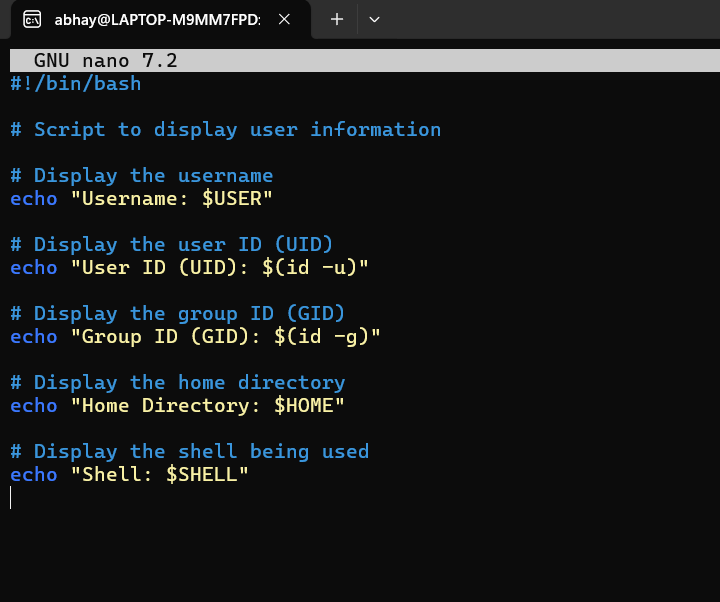 abhay@LAPTOP-M9MM7FPD:
GNU nano 7.2
#!/bin/bash
# Script to display user information
# Display the username
echo "Username: $USER"
# Display the user ID (UID)
echo "User ID (UID): $(id -u)"
# Display the group ID (GID)
echo "Group ID (GID): $(id -g)"
# Display the home directory
echo "Home Directory: $HOME"
# Display the shell being used
echo "Shell: $SHELL"